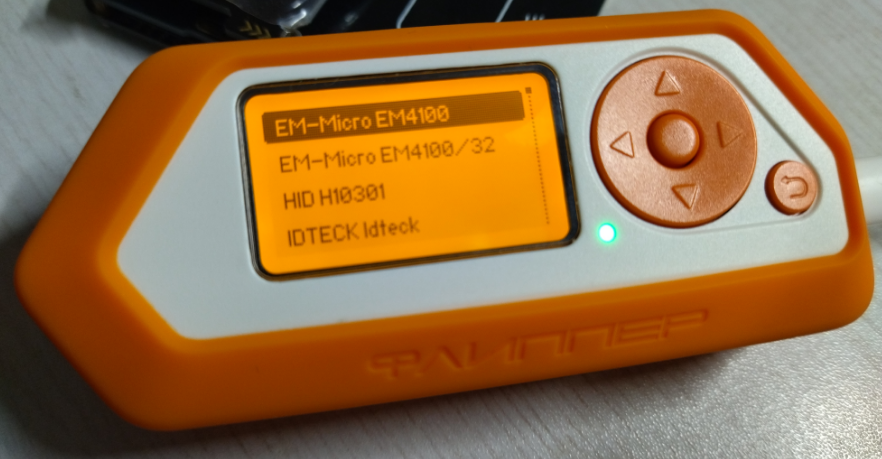 EM-Micro EM4100
EM-Micro EM4100/32
HID H10301
IDTECK Idteck
ФЛИППЕР